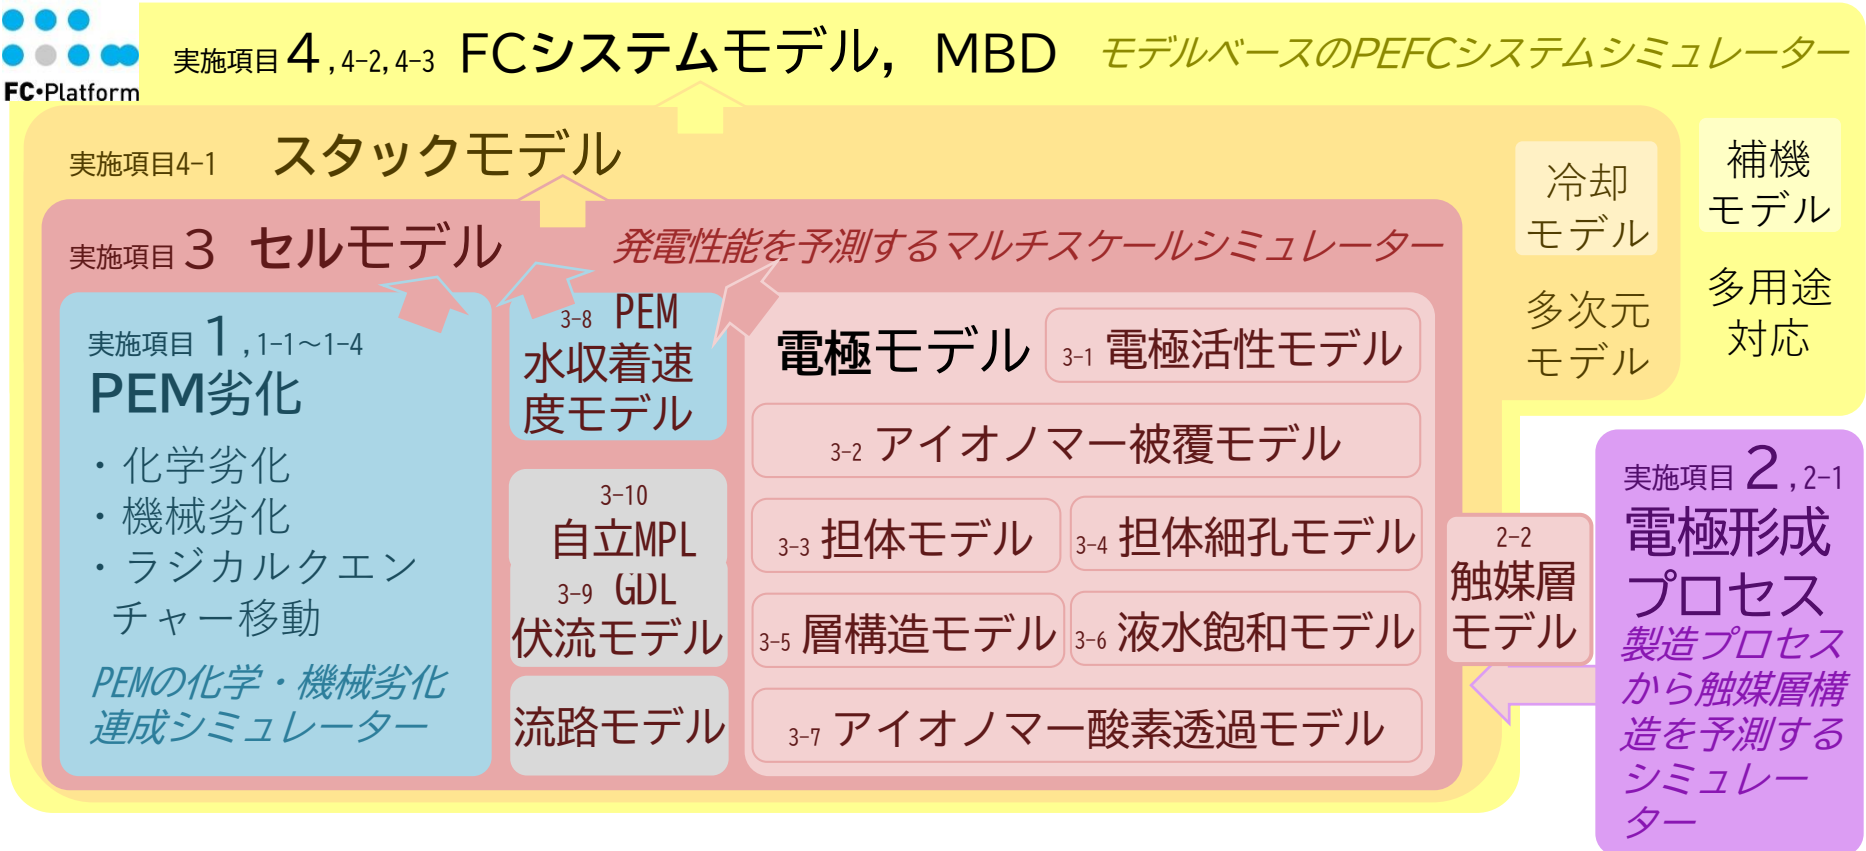 FC•Platform
実施項目4,4-2,4-3 FCシステムモデル，MBD
モデルベースのPEFCシステムシミュレーター
実施項目4-1 スタックモデル
冷却
モデル
多次元
モデル
補機
モデル
多用途
対応
実施項目3 セルモデル
発電性能を予測するマルチスケールシミュレーター
実施項目1,1-1～1-4
PEM劣化
・化学劣化
・機械劣化
・ラジカルクエン
チャー移動
PEMの化学・機械劣化
連成シミュレーター
3-8 PEM
水収着速
度モデル
3-10
自立MPL
3-9 GDL
伏流モデル
流路モデル
電極モデル
3-1 電極活性モデル
3-2 アイオノマー被覆モデル
3-3 担体モデル
3-4 担体細孔モデル
3-5 層構造モデル
3-6 液水飽和モデル
3-7 アイオノマー酸素透過モデル
2-2
触媒層
モデル
実施項目2,2-1
電極形成
プロセス
製造プロセス
から触媒層構
造を予測する
シミュレー
ター